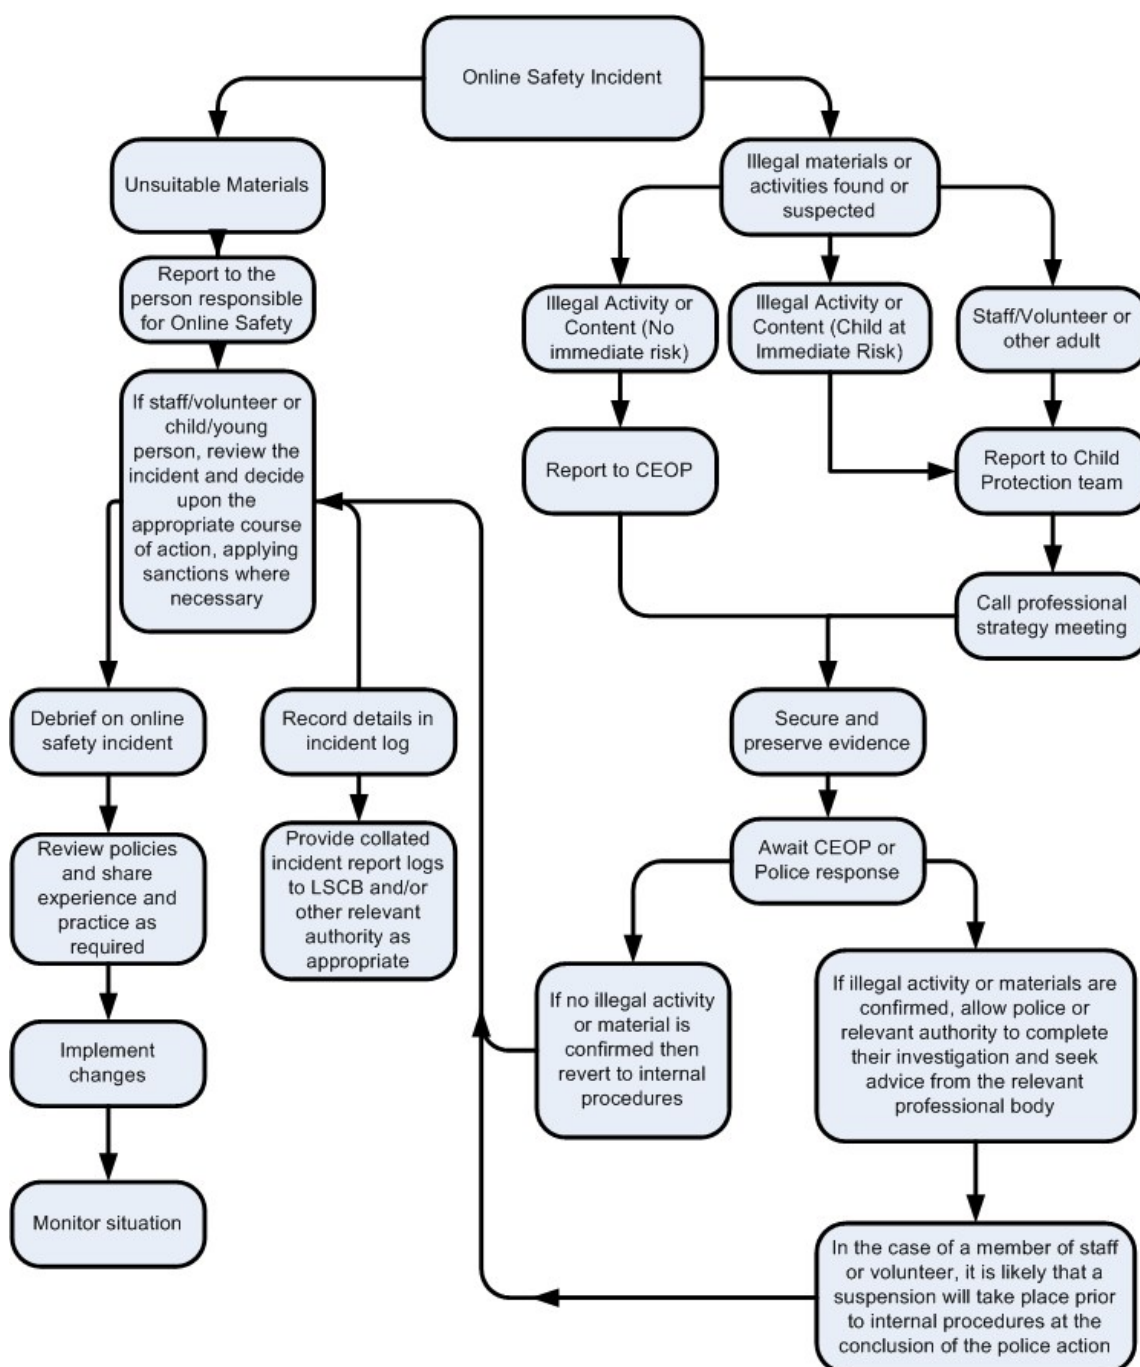 Online Safety Incident
Unsuitable Materials
Illegal materials or
activities found or
suspected
Report to the
person responsible
for Online Safety
Illegal Activity or
Content (No
immediate risk)
Illegal Activity or
Content (Child at
Immediate Risk)
Staff/Volunteer or
other adult
If staff/volunteer or
child/young
person, review the
incident and decide
upon the
appropriate course
of action, applying
sanctions where
necessary
Report to CEOP
Report to Child
Protection team
Call professional
strategy meeting
Debrief on online
safety incident
Record details in
incident log
Secure and
preserve evidence
Review policies
and share
experience and
practice as
required
Provide collated
incident report logs
to LSCB and/or
other relevant
authority as
appropriate
Await CEOP or
Police response
If no illegal activity
or material is
confirmed then
revert to internal
procedures
If illegal activity or materials are
confirmed, allow police or
relevant authority to complete
their investigation and seek
advice from the relevant
professional body
Implement
changes
Monitor situation
In the case of a member of staff
or volunteer, it is likely that a
suspension will take place prior
to internal procedures at the
conclusion of the police action